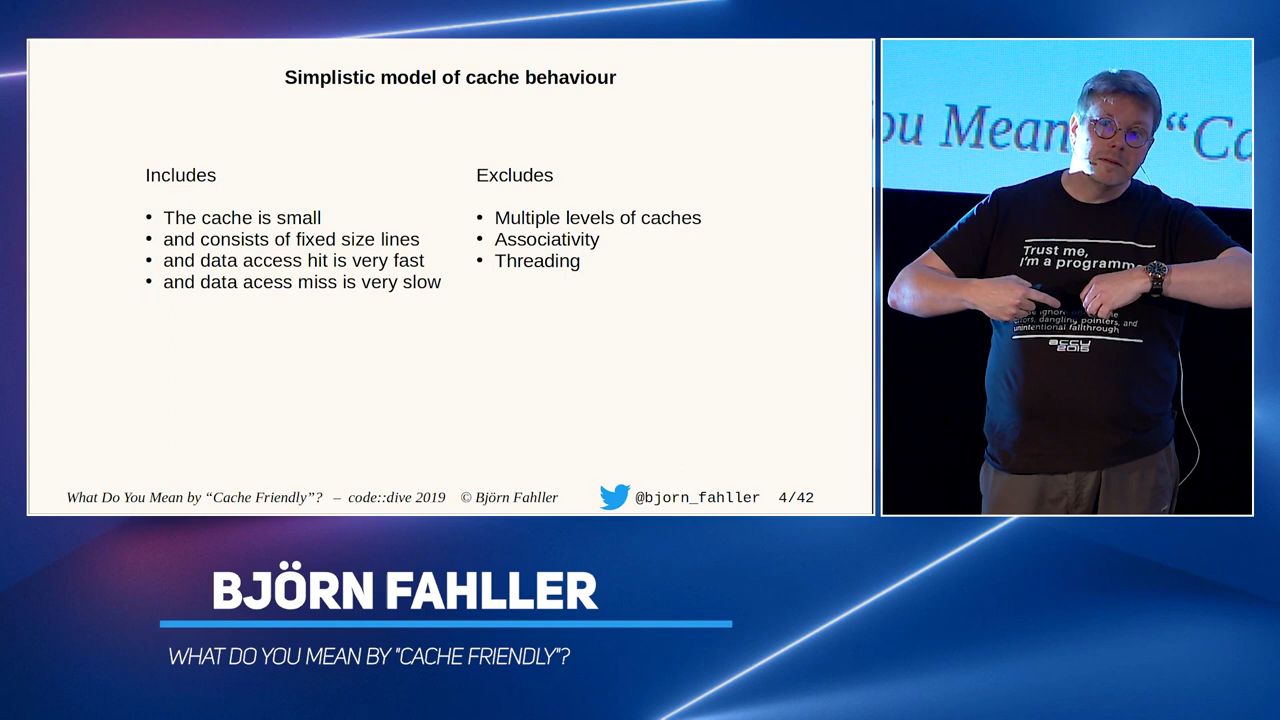 Simplistic model of cache behaviour
Includes
• The cache is small
• and consists of fixed size lines
• and data access hit is very fast
• and data acess miss is very slow
Excludes
• Multiple levels of caches
• Associativity
• Threading
What Do You Mean by “Cache Friendly”? – code::dive 2019 © Björn Fahller
@bjorn_fahller 4/42
ou Mean “Ca
Trust me,
I'm a programme
ignore
dangling pointers, and
unintentional fallthrough
accu
2016
BJÖRN FAHLLER
WHAT DO YOU MEAN BY "CACHE FRIENDLY"?